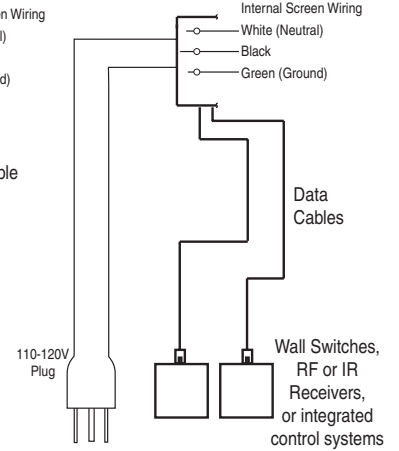 Internal Screen Wiring
White (Neutral)
Black
Green (Ground)
Data
Cables
110-120V
Plug
Wall Switches,
RF or IR
Receivers,
or integrated
control systems